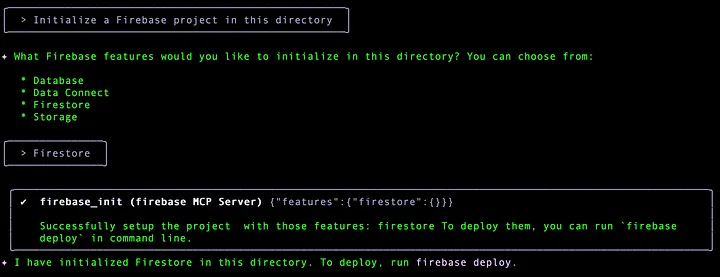 > Initialize a Firebase project in this directory
✦ What Firebase features would you like to initialize in this directory? You can choose from:
* Database
* Data Connect
* Firestore
* Storage
> Firestore
✔ firebase_init (firebase MCP Server) {"features":{"firestore":{}}}
Successfully setup the project  with those features: firestore To deploy them, you can run `firebase
deploy` in command line.
✦ I have initialized Firestore in this directory. To deploy, run firebase deploy.